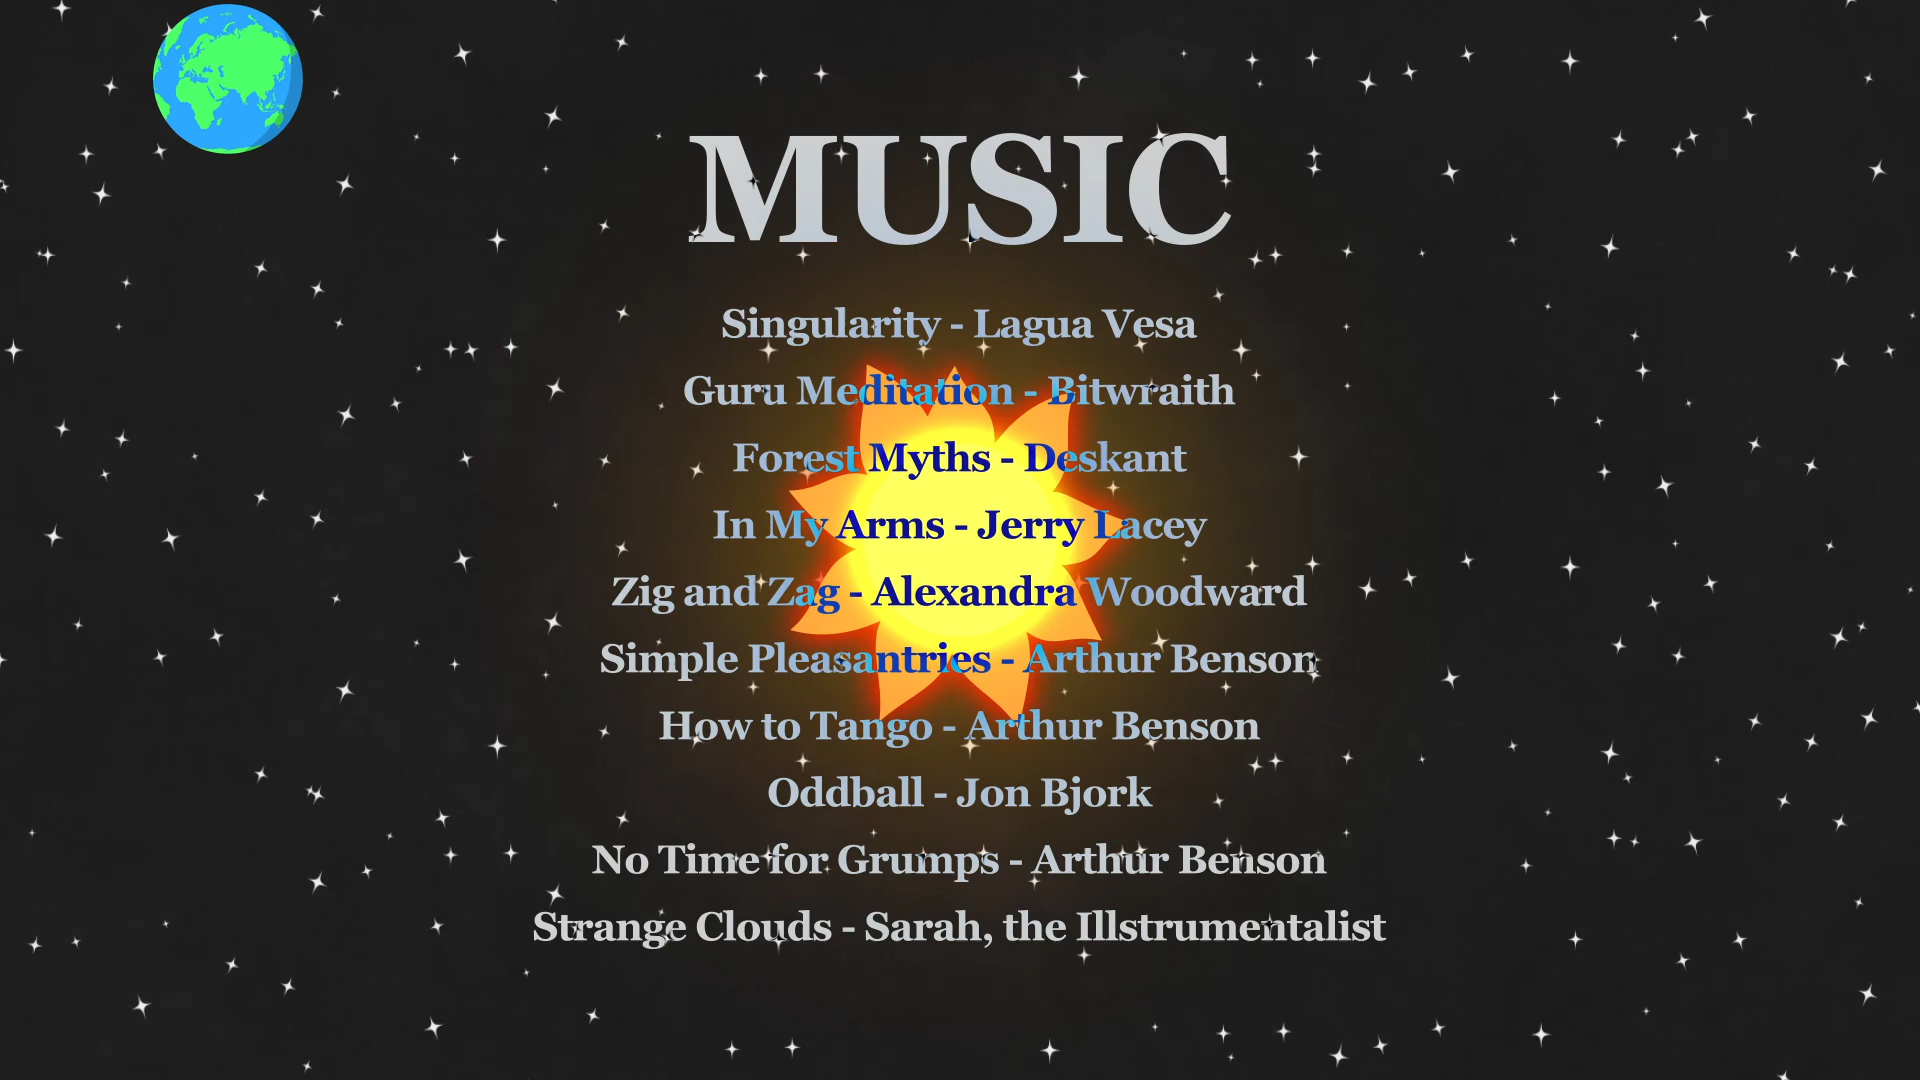 MUSIC
Singularity - Lagua Vesa
Guru Meditation - Bitwraith
Forest Myths - Deskant
In My Arms - Jerry Lacey
Zig and Zag - Alexandra Woodward
Simple Pleasantries - Arthur Benson
How to Tango - Arthur Benson
Oddball - Jon Bjork
No Time for Grumps - Arthur Benson
Strange Clouds - Sarah, the Illstrumentalist